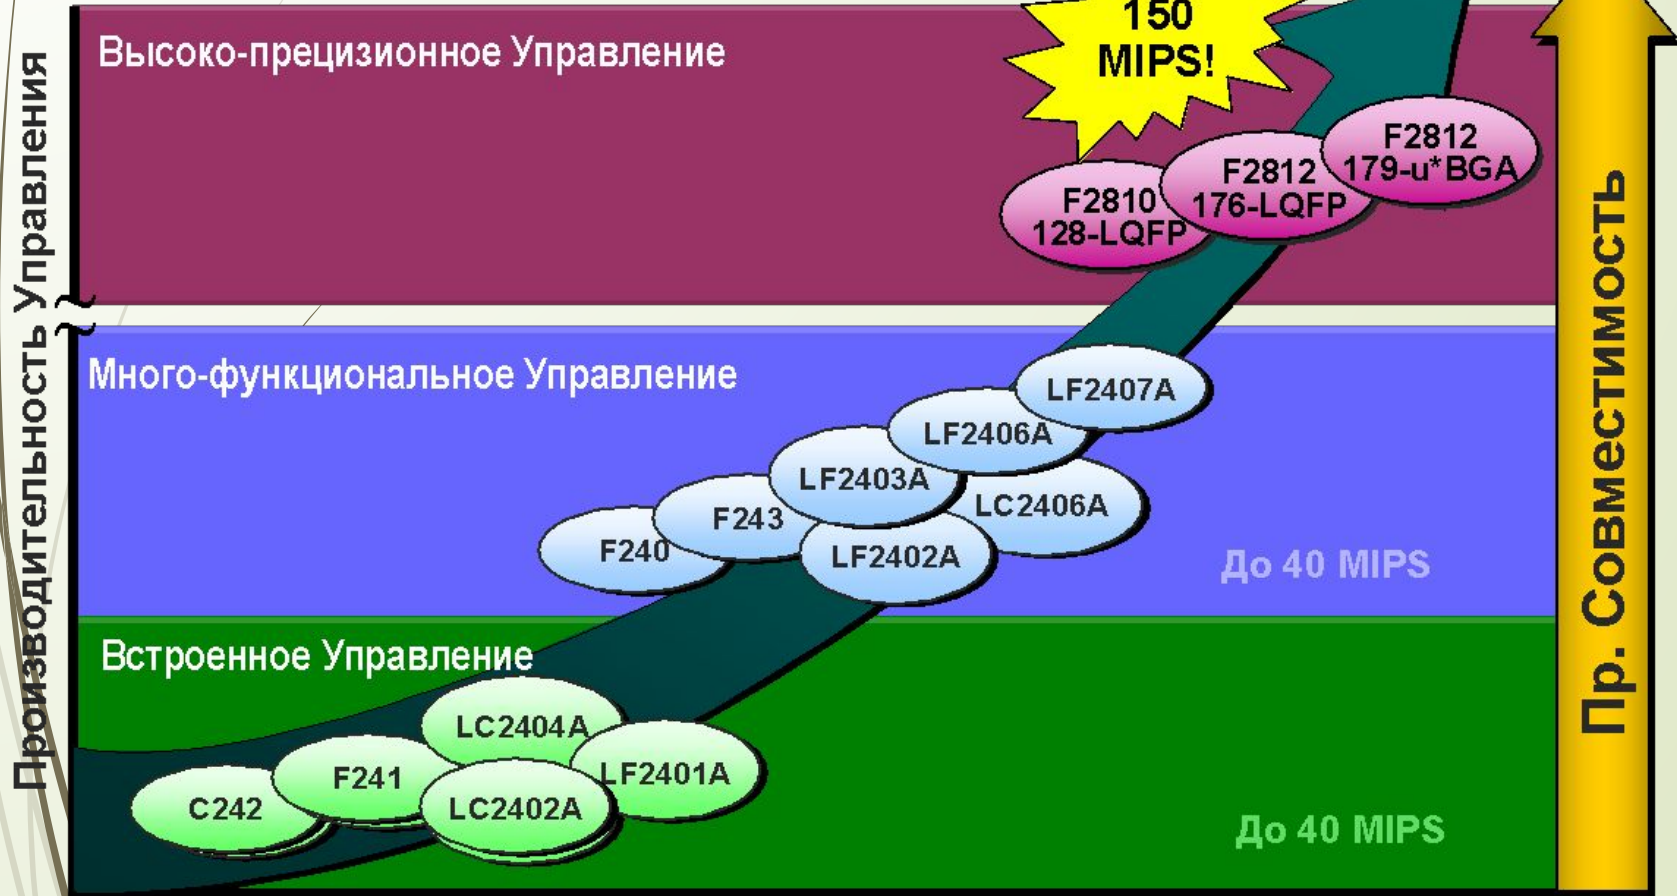 Производительность Управления
Высоко-прецизионное Управление
150
MIPS!
F2810
128-LQFP
F2812
176-LQFP
F2812
179-u*BGA
Много-функциональное Управление
LF2407A
LF2406A
LF2403A
LC2406A
F243
F240
LF2402A
До 40 MIPS
Встроенное Управление
LC2404A
F241
LF2401A
C242
LC2402A
До 40 MIPS
Пр. Совместимость